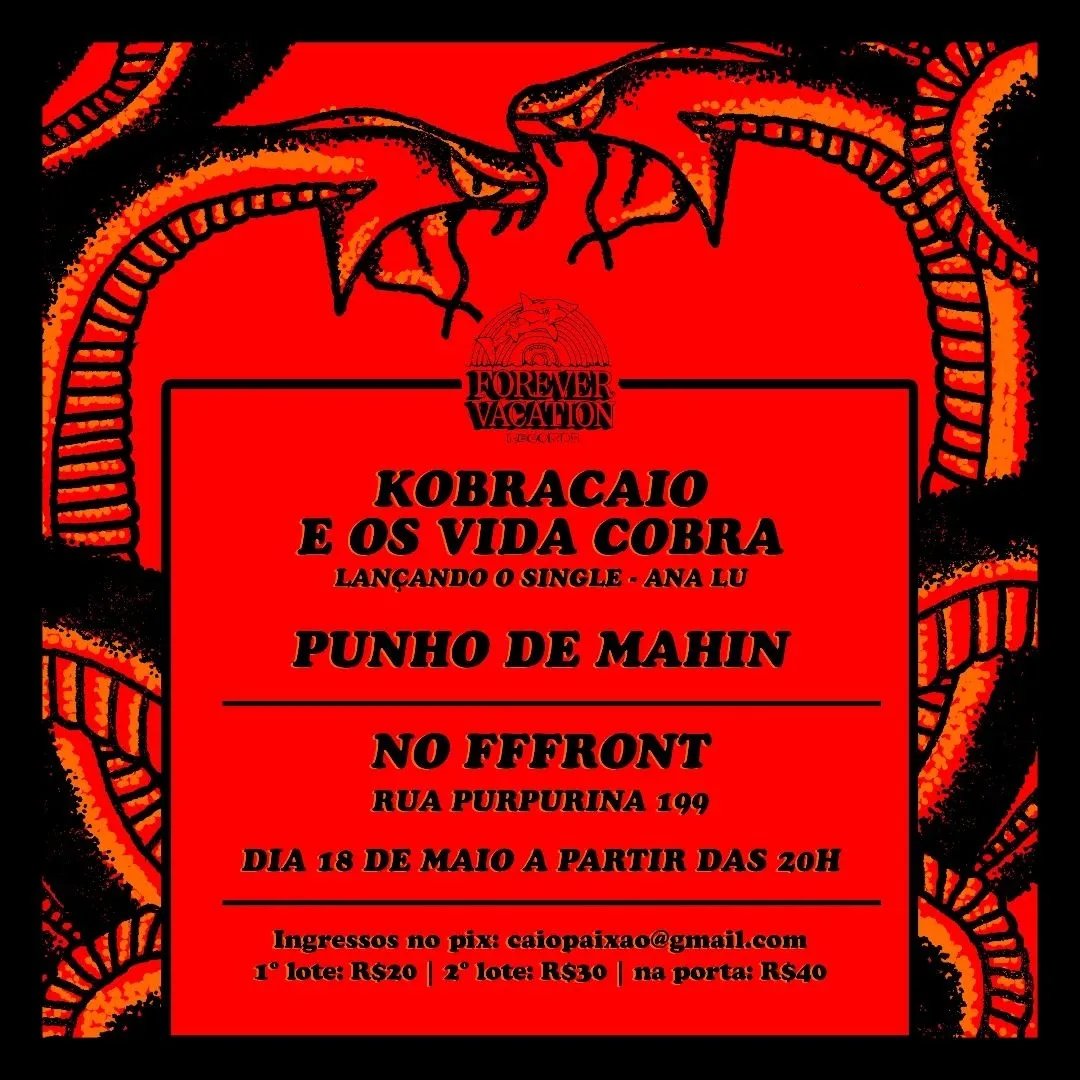 FOREVER
VACATION
RECORDS
KOBRACAIO
E OS VIDA COBRA
LANÇANDO O SINGLE - ANA LU
PUNHO DE MAHIN
NO FFFRONT
RUA PURPURINA 199
DIA 18 DE MAIO A PARTIR DAS 20H
Ingressos no pix: caiopaixao@gmail.com
1º lote: R$20 | 2º lote: R$30 | na porta: R$40